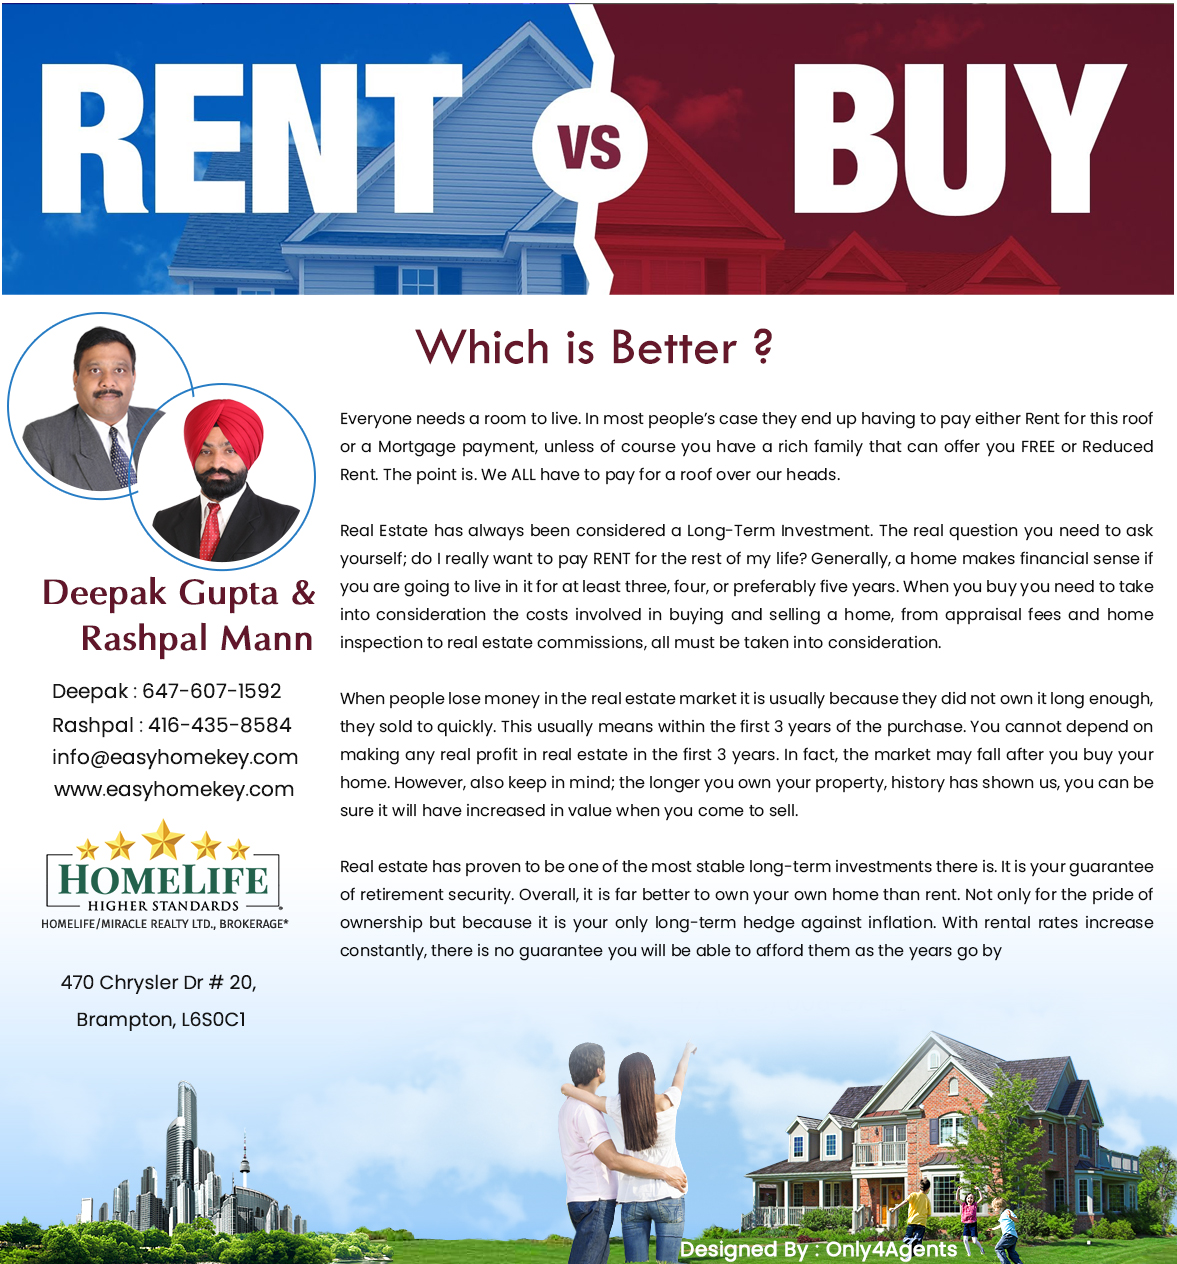 RENT VS BUY
Which is Better ?
Everyone needs a room to live. In most people's case they end up having to pay either Rent for this roof
or a Mortgage payment, unless of course you have a rich family that can offer you FREE or Reduced
Rent. The point is. We ALL have to pay for a roof over our heads.
Real Estate has always been considered a Long-Term Investment. The real question you need to ask
yourself; do I really want to pay RENT for the rest of my life? Generally, a home makes financial sense if
you are going to live in it for at least three, four, or preferably five years. When you buy you need to take
into consideration the costs involved in buying and selling a home, from appraisal fees and home
inspection to real estate commissions, all must be taken into consideration.
When people lose money in the real estate market it is usually because they did not own it long enough,
they sold to quickly. This usually means within the first 3 years of the purchase. You cannot depend on
making any real profit in real estate in the first 3 years. In fact, the market may fall after you buy your
home. However, also keep in mind; the longer you own your property, history has shown us, you can be
sure it will have increased in value when you come to sell.
Real estate has proven to be one of the most stable long-term investments there is. It is your guarantee
of retirement security. Overall, it is far better to own your own home than rent. Not only for the pride of
ownership but because it is your only long-term hedge against inflation. With rental rates increase
constantly, there is no guarantee you will be able to afford them as the years go by
Deepak Gupta &
Rashpal Mann
Deepak : 647-607-1592
Rashpal : 416-435-8584
info@easyhomekey.com
www.easyhomekey.com
HOMELIFE
HIGHER STANDARDS
HOMELIFE/MIRACLE REALTY LTD., BROKERAGE*
470 Chrysler Dr # 20,
Brampton, L6S0C1
Designed By : Only4Agents